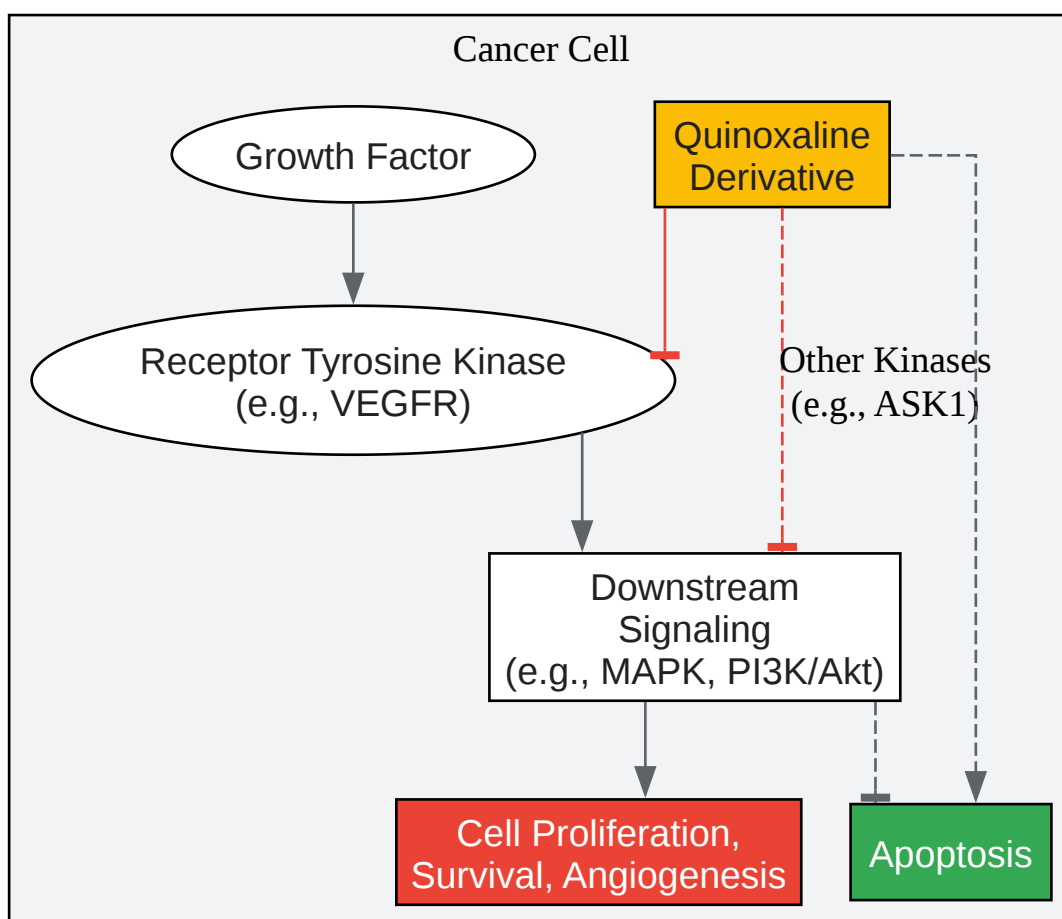 Cancer Cell
Growth Factor
Quinoxaline
Derivative
Receptor Tyrosine Kinase
(e.g., VEGFR)
Other Kinases
(e.g., ASK1)
Downstream
Signaling
(e.g., MAPK, PI3K/Akt)
Cell Proliferation,
Survival, Angiogenesis
Apoptosis